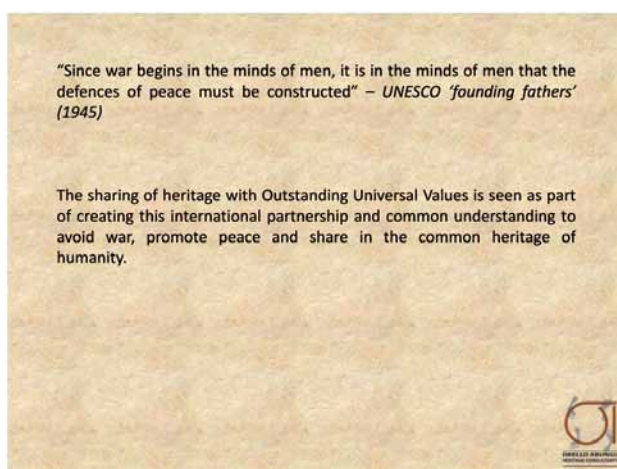 “Since war begins in the minds of men, it is in the minds of men that the
defences of peace must be constructed” – UNESCO ‘founding fathers’
(1945)
The sharing of heritage with Outstanding Universal Values is seen as part
of creating this international partnership and common understanding to
avoid war, promote peace and share in the common heritage of
humanity.